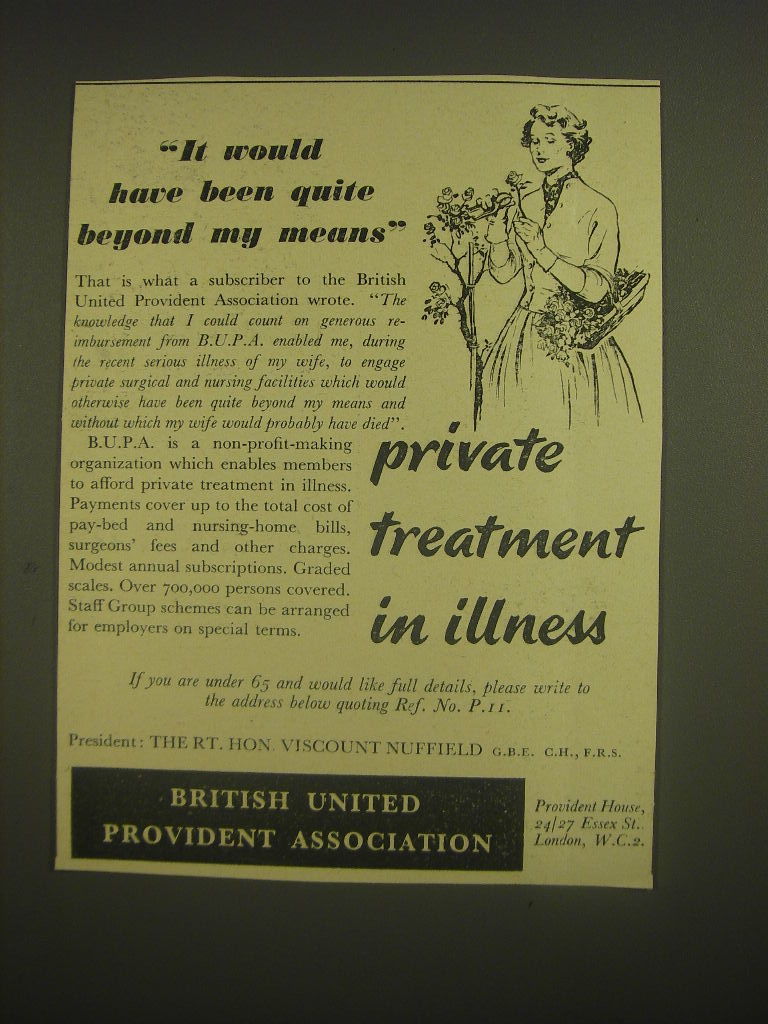 “It would
have been quite
beyond my means”
That is what a subscriber to the British
United Provident Association wrote. “The
knowledge that I could count on generous re-
imbursement from B.U.P.A. enabled me, during
the recent serious illness of my wife, to engage
private surgical and nursing facilities which would
otherwise have been quite beyond my means and
without which my wife would probably have died”.
B.U.P.A. is a non-profit-making
organization which enables members
to afford private treatment in illness.
Payments cover up to the total cost of
pay-bed and nursing-home bills,
surgeons’ fees and other charges.
Modest annual subscriptions. Graded
scales. Over 700,000 persons covered.
Staff Group schemes can be arranged
for employers on special terms.
private
treatment
in illness
If you are under 65 and would like full details, please write to
the address below quoting Ref. No. P.11.
President: THE RT. HON. VISCOUNT NUFFIELD G.B.E. C.H., F.R.S.
BRITISH UNITED
PROVIDENT ASSOCIATION
Provident House,
24/27 Essex St.
London, W.C.2.